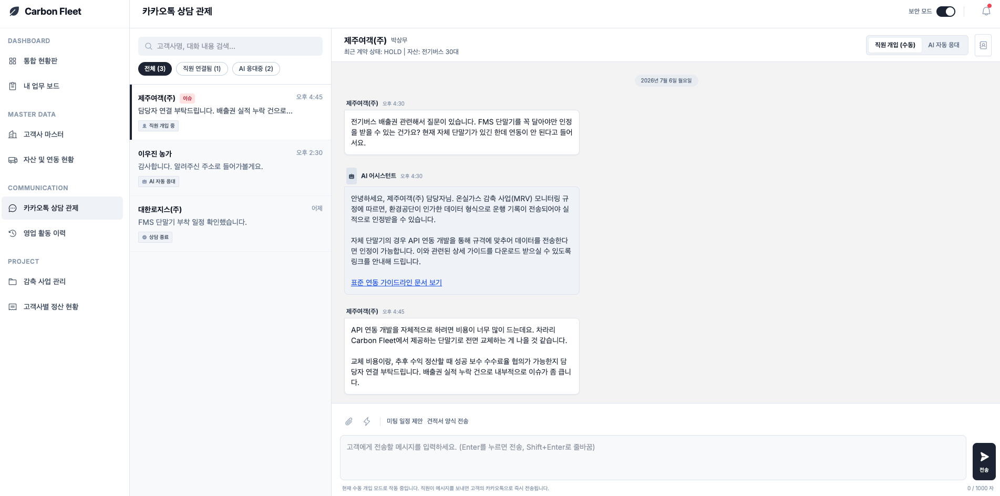 Carbon Fleet
카카오톡 상담 관제
보안 모드
DASHBOARD
통합 현황판
내 업무 보드
MASTER DATA
고객사 마스터
자산 및 연동 현황
COMMUNICATION
카카오톡 상담 관제
영업 활동 이력
PROJECT
감축 사업 관리
고객사별 정산 현황
고객사명, 대화 내용 검색...
전체 (3)
직원 연결됨 (1)
AI 응대중 (2)
제주여객(주) 이슈 오후 4:45
담당자 연결 부탁드립니다. 배출권 실적 누락 건으로...
직원 개입 중
이우진 농가 오후 2:30
감사합니다. 알려주신 주소로 들어가볼게요.
AI 자동 응대
대한로지스(주) 어제
FMS 단말기 부착 일정 확인했습니다.
상담 종료
제주여객(주) 박상무
최근 계약 상태: HOLD | 자산: 전기버스 30대
직원 개입 (수동)
AI 자동 응대
2026년 7월 6일 월요일
제주여객(주) 오후 4:30
전기버스 배출권 관련해서 질문이 있습니다. FMS 단말기를 꼭 달아야만 인정
을 받을 수 있는 건가요? 현재 자체 단말기가 있긴 한데 연동이 안 된다고 들어
서요.
AI 어시스턴트 오후 4:30
안녕하세요, 제주여객(주) 담당자님. 온실가스 감축 사업(MRV) 모니터링 규
정에 따르면, 환경공단이 인가한 데이터 형식으로 운행 기록이 전송되어야 실
적으로 인정받을 수 있습니다.
자체 단말기의 경우 API 연동 개발을 통해 규격에 맞추어 데이터를 전송한다
면 인정이 가능합니다. 이와 관련된 상세 가이드를 다운로드 받으실 수 있도록
링크를 안내해 드립니다.
표준 연동 가이드라인 문서 보기
제주여객(주) 오후 4:45
API 연동 개발을 자체적으로 하려면 비용이 너무 많이 드는데요. 차라리
Carbon Fleet에서 제공하는 단말기로 전면 교체하는 게 나을 것 같습니다.
교체 비용이랑, 추후 수익 정산할 때 성공 보수 수수료율 협의가 가능한지 담
당자 연결 부탁드립니다. 배출권 실적 누락 건으로 내부적으로 이슈가 좀 큽니
다.
미팅 일정 제안 견적서 양식 전송
고객에게 전송할 메시지를 입력하세요. (Enter를 누르면 전송, Shift+Enter로 줄바꿈)
전송
현재 수동 개입 모드로 작동 중입니다. 직원이 메시지를 보내면 고객의 카카오톡으로 즉시 전송됩니다.
0 / 1000 자